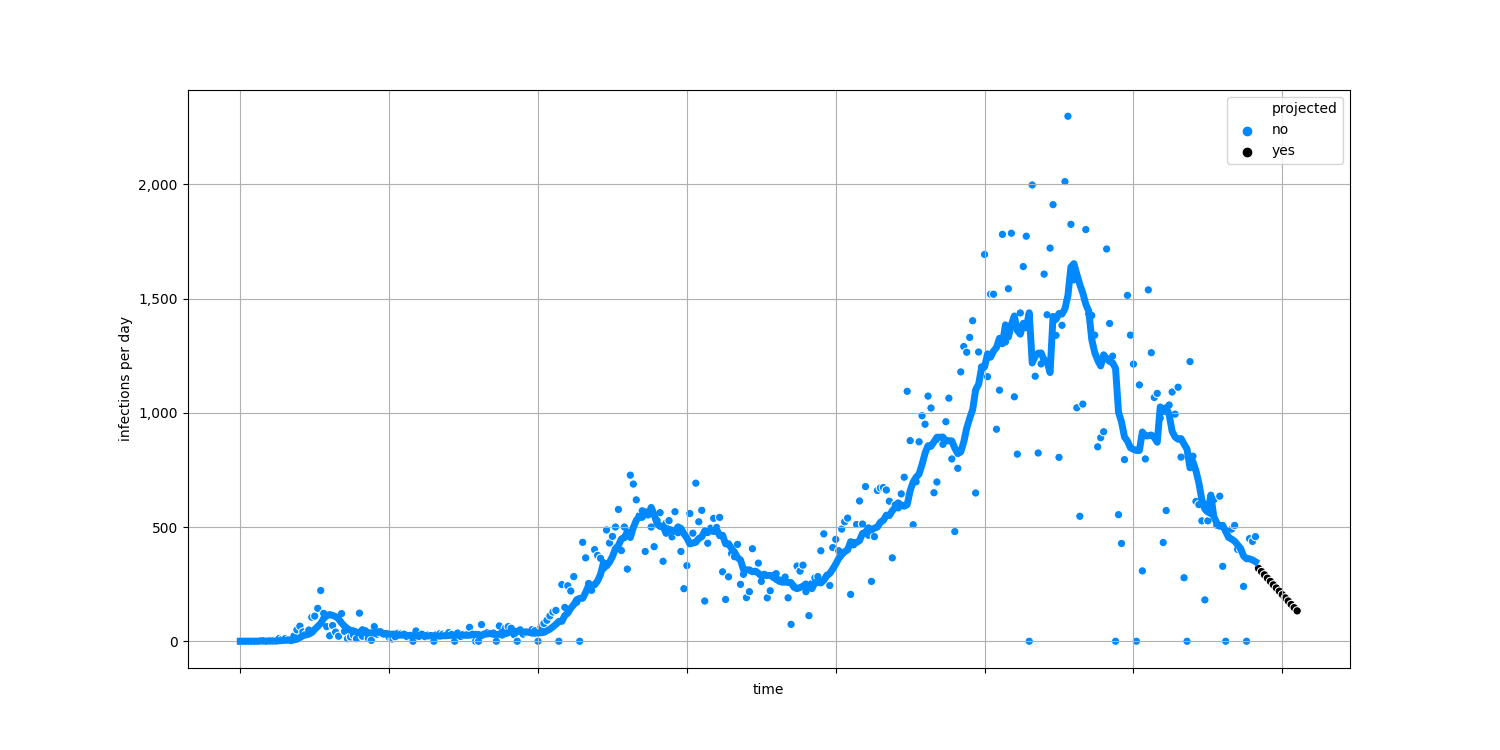 projected
no
yes
2,000
1,500
1,000
500
0
infections per day
time